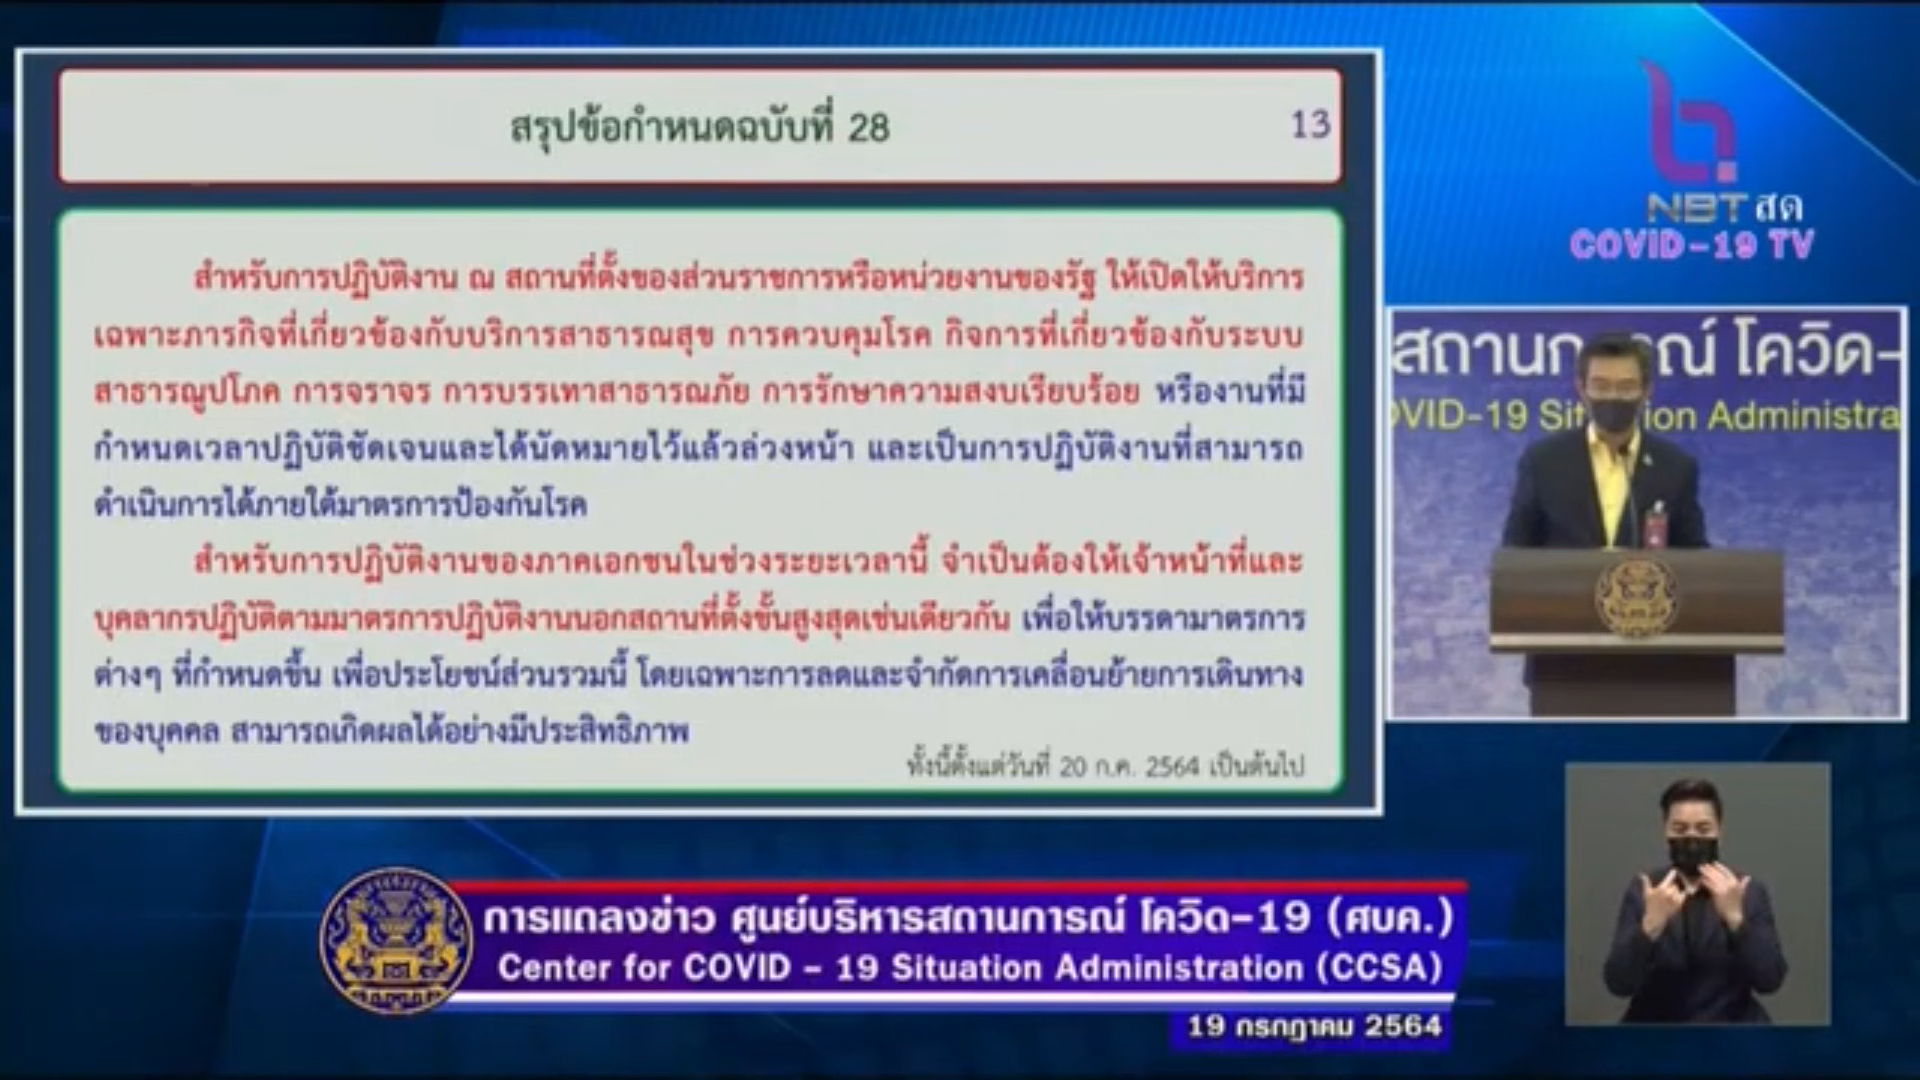 สรุปข้อกำหนดฉบับที่ 28
13
สำหรับการปฏิบัติงาน ณ สถานที่ตั้งของส่วนราชการหรือหน่วยงานของรัฐ ให้เปิดให้บริการ
เฉพาะภารกิจที่เกี่ยวข้องกับบริการสาธารณสุข การควบคุมโรค กิจการที่เกี่ยวข้องกับระบบ
สาธารณูปโภค การจราจร การบรรเทาสาธารณภัย การรักษาความสงบเรียบร้อย หรืองานที่มี
กำหนดเวลาปฏิบัติชัดเจนและได้นัดหมายไว้แล้วล่วงหน้า และเป็นการปฏิบัติงานที่สามารถ
ดำเนินการได้ภายใต้มาตรการป้องกันโรค
สำหรับการปฏิบัติงานของภาคเอกชนในช่วงระยะเวลานี้ จำเป็นต้องให้เจ้าหน้าที่และ
บุคลากรปฏิบัติตามมาตรการปฏิบัติงานนอกสถานที่ตั้งขั้นสูงสุดเช่นเดียวกัน เพื่อให้บรรดามาตรการ
ต่างๆ ที่กำหนดขึ้น เพื่อประโยชน์ส่วนรวมนี้ โดยเฉพาะการลดและจำกัดการเคลื่อนย้ายการเดินทาง
ของบุคคล สามารถเกิดผลได้อย่างมีประสิทธิภาพ
ทั้งนี้ตั้งแต่วันที่ 20 ก.ค. 2564 เป็นต้นไป
NBT สด
COVID-19 TV
โควิด-
OVID-19 Administra
การแถลงข่าว ศูนย์บริหารสถานการณ์ โควิด-19 (ศบค.)
Center for COVID - 19 Situation Administration (CCSA)
19 กรกฎาคม 2564